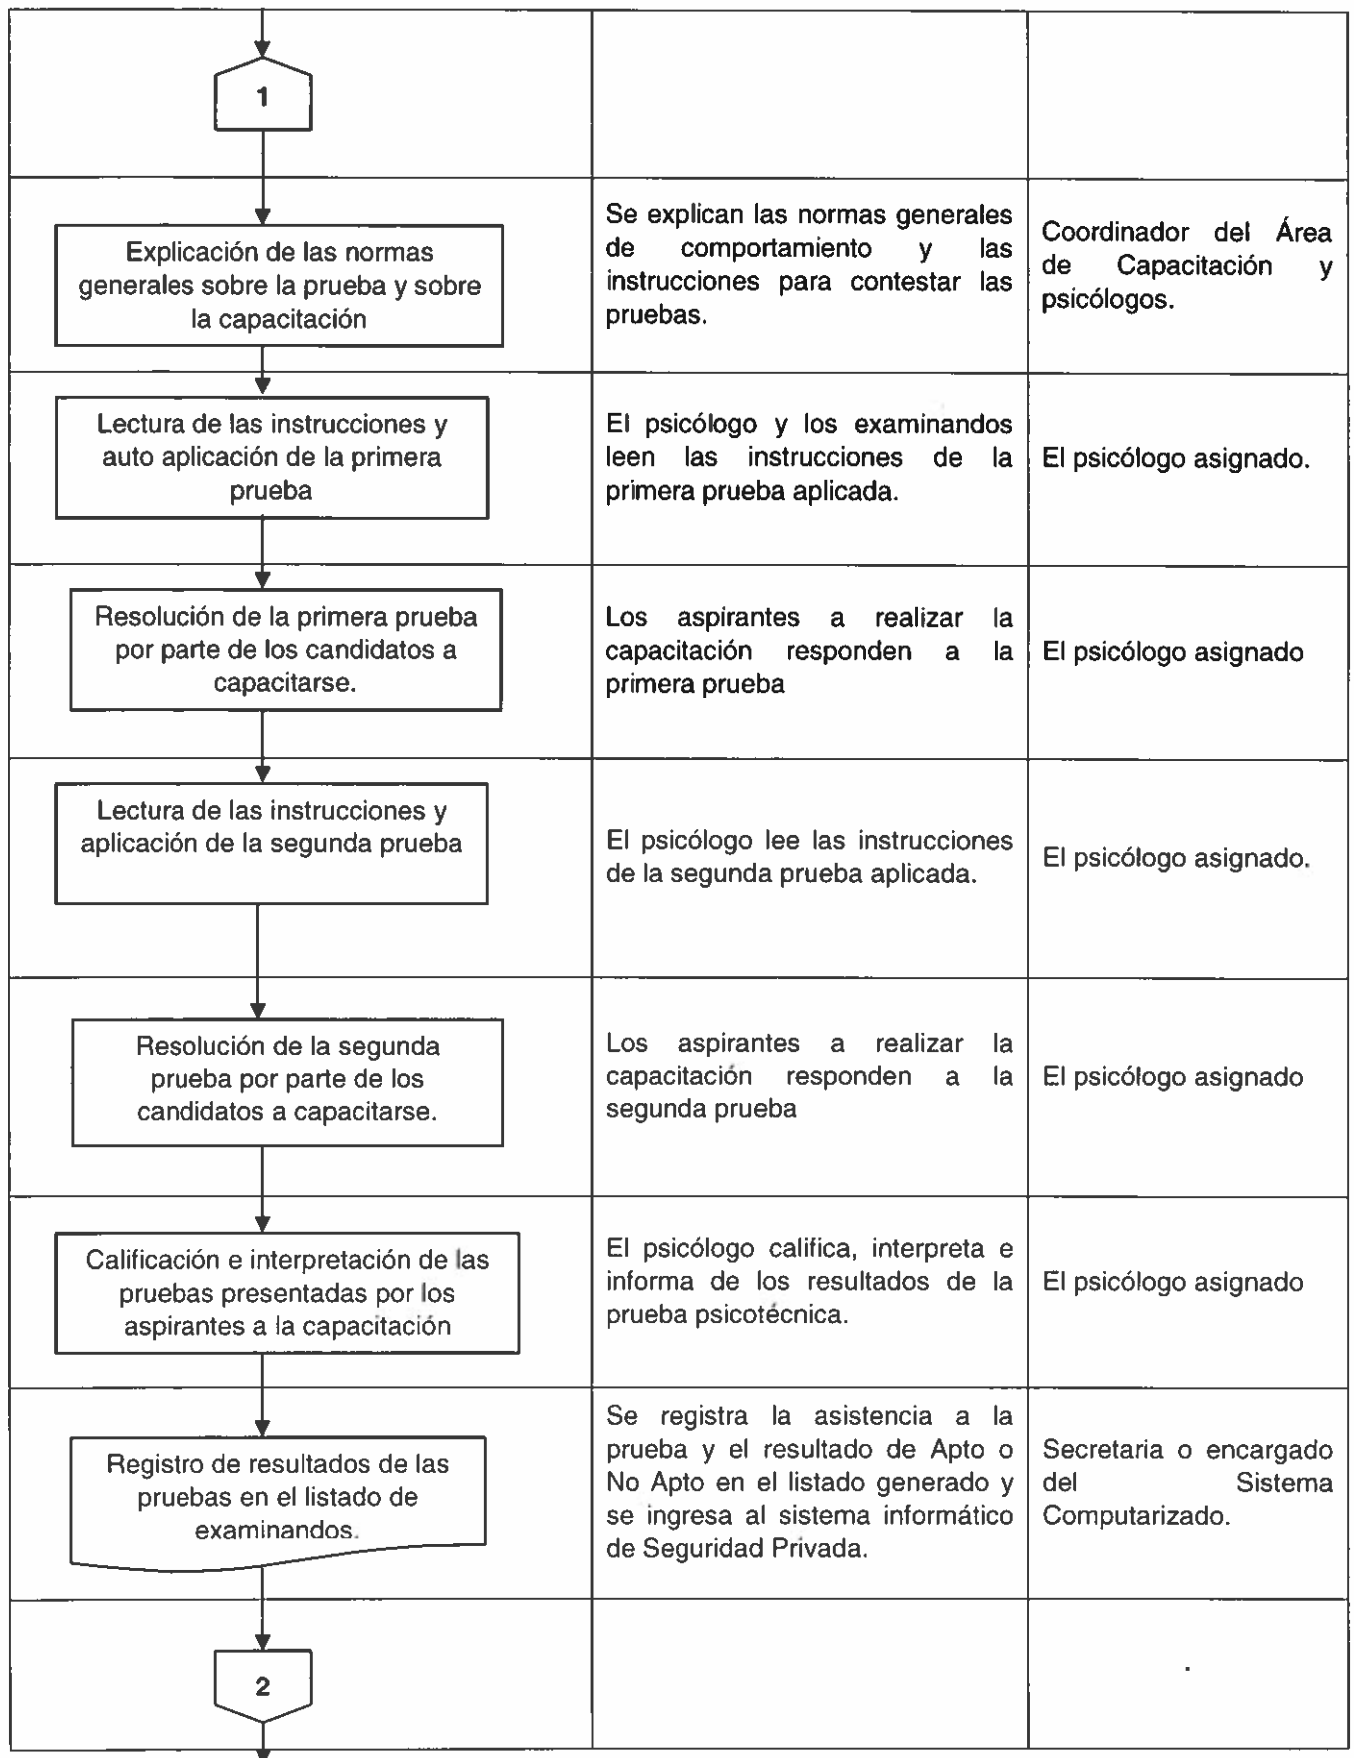 1
Explicación de las normas
generales sobre la prueba y sobre
la capacitación
Se explican las normas generales
de comportamiento y las
instrucciones para contestar las
pruebas.
Coordinador del Área
de Capacitación y
psicólogos.
Lectura de las instrucciones y
auto aplicación de la primera
prueba
El psicólogo y los examinandos
leen las instrucciones de la
primera prueba aplicada.
El psicólogo asignado.
Resolución de la primera prueba
por parte de los candidatos a
capacitarse.
Los aspirantes a realizar la
capacitación responden a la
primera prueba
El psicólogo asignado
Lectura de las instrucciones y
aplicación de la segunda prueba
El psicólogo lee las instrucciones
de la segunda prueba aplicada.
El psicólogo asignado.
Resolución de la segunda
prueba por parte de los
candidatos a capacitarse.
Los aspirantes a realizar la
capacitación responden a la
segunda prueba
El psicólogo asignado
Calificación e interpretación de las
pruebas presentadas por los
aspirantes a la capacitación
El psicólogo califica, interpreta e
informa de los resultados de la
prueba psicotécnica.
El psicólogo asignado
Registro de resultados de las
pruebas en el listado de
examinandos.
Se registra la asistencia a la
prueba y el resultado de Apto o
No Apto en el listado generado y
se ingresa al sistema informático
de Seguridad Privada.
Secretaria o encargado
del Sistema
Computarizado.
2